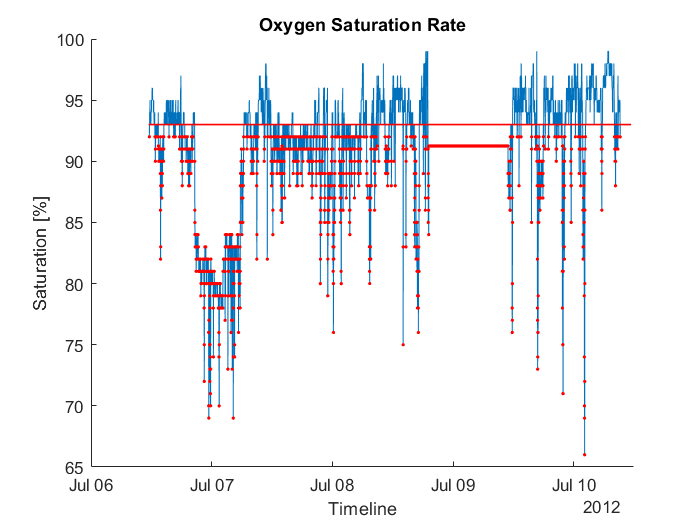 Oxygen Saturation Rate
100
95
90
85
80
75
70
65
Saturation [%]
Jul 06
Jul 07
Jul 08
Jul 09
Jul 10
Timeline
2012